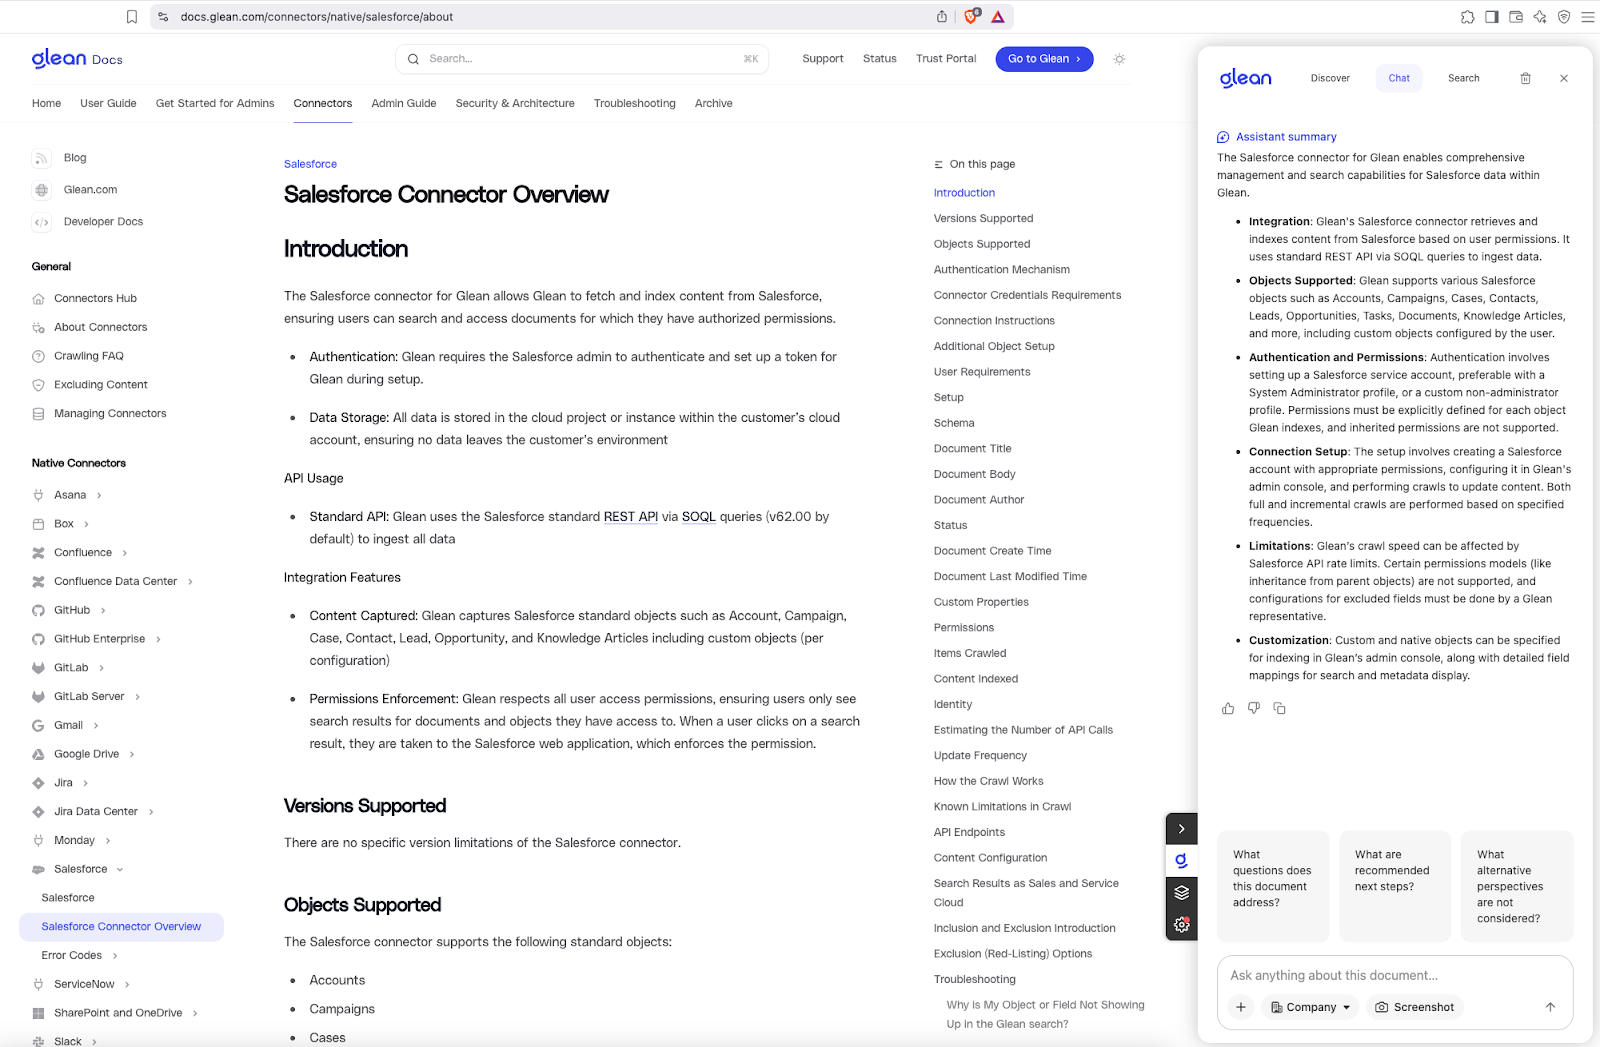 docs.glean.com/connectors/native/salesforce/about
glean Docs
Search...
⌘K
Support
Status
Trust Portal
Go to Glean ›
Home
User Guide
Get Started for Admins
Connectors
Admin Guide
Security & Architecture
Troubleshooting
Archive
Blog
Glean.com
Developer Docs
General
Connectors Hub
About Connectors
Crawling FAQ
Excluding Content
Managing Connectors
Native Connectors
Asana
Box
Confluence
Confluence Data Center
GitHub
GitHub Enterprise
GitLab
GitLab Server
Gmail
Google Drive
Jira
Jira Data Center
Monday
Salesforce
Salesforce
Salesforce Connector Overview
Error Codes
ServiceNow
SharePoint and OneDrive
Slack
Salesforce
Salesforce Connector Overview
Introduction
The Salesforce connector for Glean allows Glean to fetch and index content from Salesforce,
ensuring users can search and access documents for which they have authorized permissions.
• Authentication: Glean requires the Salesforce admin to authenticate and set up a token for
Glean during setup.
• Data Storage: All data is stored in the cloud project or instance within the customer's cloud
account, ensuring no data leaves the customer's environment
API Usage
• Standard API: Glean uses the Salesforce standard REST API via SOQL queries (v62.00 by
default) to ingest all data
Integration Features
• Content Captured: Glean captures Salesforce standard objects such as Account, Campaign,
Case, Contact, Lead, Opportunity, and Knowledge Articles including custom objects (per
configuration)
• Permissions Enforcement: Glean respects all user access permissions, ensuring users only see
search results for documents and objects they have access to. When a user clicks on a search
result, they are taken to the Salesforce web application, which enforces the permission.
Versions Supported
There are no specific version limitations of the Salesforce connector.
Objects Supported
The Salesforce connector supports the following standard objects:
• Accounts
• Campaigns
• Cases
On this page
Introduction
Versions Supported
Objects Supported
Authentication Mechanism
Connector Credentials Requirements
Connection Instructions
Additional Object Setup
User Requirements
Setup
Schema
Document Title
Document Body
Document Author
Status
Document Create Time
Document Last Modified Time
Custom Properties
Permissions
Items Crawled
Content Indexed
Identity
Estimating the Number of API Calls
Update Frequency
How the Crawl Works
Known Limitations in Crawl
API Endpoints
Content Configuration
Search Results as Sales and Service
Cloud
Inclusion and Exclusion Introduction
Exclusion (Red-Listing) Options
Troubleshooting
Why is My Object or Field Not Showing
Up in the Glean search?
glean
Discover
Chat
Search
Assistant summary
The Salesforce connector for Glean enables comprehensive
management and search capabilities for Salesforce data within
Glean.
• Integration: Glean's Salesforce connector retrieves and
indexes content from Salesforce based on user permissions. It
uses standard REST API via SOQL queries to ingest data.
• Objects Supported: Glean supports various Salesforce
objects such as Accounts, Campaigns, Cases, Contacts,
Leads, Opportunities, Tasks, Documents, Knowledge Articles,
and more, including custom objects configured by the user.
• Authentication and Permissions: Authentication involves
setting up a Salesforce service account, preferable with a
System Administrator profile, or a custom non-administrator
profile. Permissions must be explicitly defined for each object
Glean indexes, and inherited permissions are not supported.
• Connection Setup: The setup involves creating a Salesforce
account with appropriate permissions, configuring it in Glean's
admin console, and performing crawls to update content. Both
full and incremental crawls are performed based on specified
frequencies.
• Limitations: Glean's crawl speed can be affected by
Salesforce API rate limits. Certain permissions models (like
inheritance from parent objects) are not supported, and
configurations for excluded fields must be done by a Glean
representative.
• Customization: Custom and native objects can be specified
for indexing in Glean's admin console, along with detailed field
mappings for search and metadata display.
What
questions does
this document
address?
What are
recommended
next steps?
What
alternative
perspectives
are not
considered?
Ask anything about this document...
Company
Screenshot